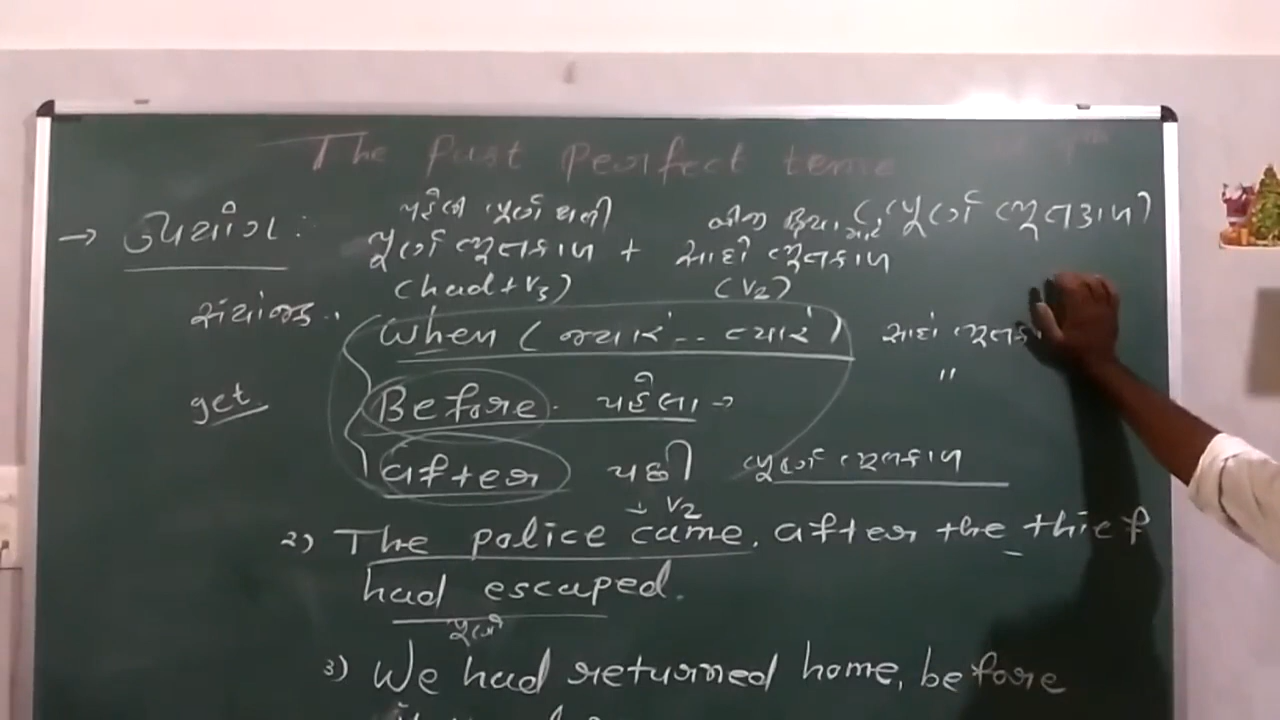 The Past Perfect tense
→ ઉપયોગ :
પહેલી પૂર્ણ થતી બીજી ક્રિયા
પૂર્ણ ભૂતકાળ + સાદો ભૂતકાળ (પૂર્ણ ભૂતકાળ)
(had + V3) (V2)
સંયોજક..
When (જ્યારે .. ત્યારે) સાદો
"
get Before. પહેલા →
after પછી પૂર્ણ ભૂતકાળ
→ V2
2) The police came, after the thief
had escaped.
પૂર્ણ
3) We had returned home, before